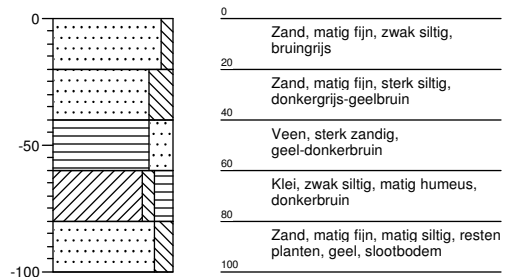 0
-50
-100
0
Zand, matig fijn, zwak siltig,
bruingrijs
20
Zand, matig fijn, sterk siltig,
donkergrijs-geelbruin
40
Veen, sterk zandig,
geel-donkerbruin
60
Klei, zwak siltig, matig humeus,
donkerbruin
80
Zand, matig fijn, matig siltig, resten
planten, geel, slootbodem
100